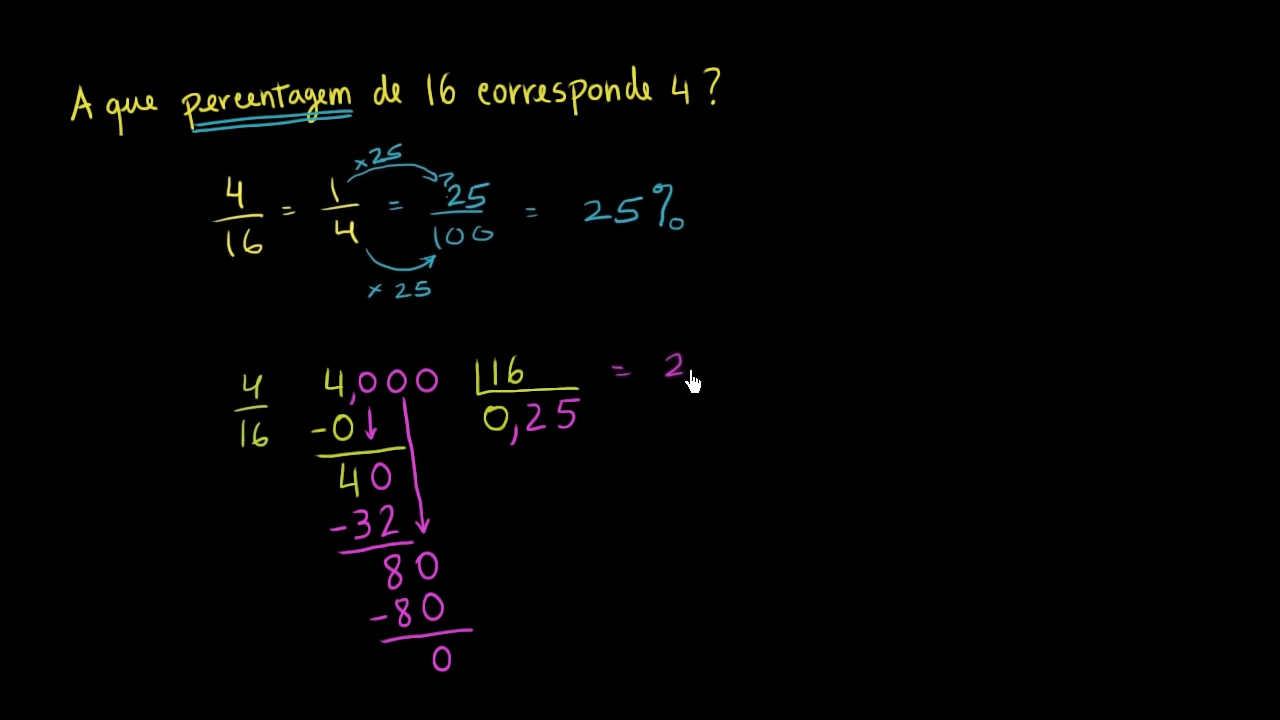 A que percentagem de 16 corresponde 4?
×25
4/16 = 1/4 = ?25/100 = 25%
×25
4/16 4,000 |16 = 2
-0 0,25
40
-32
80
-80
0